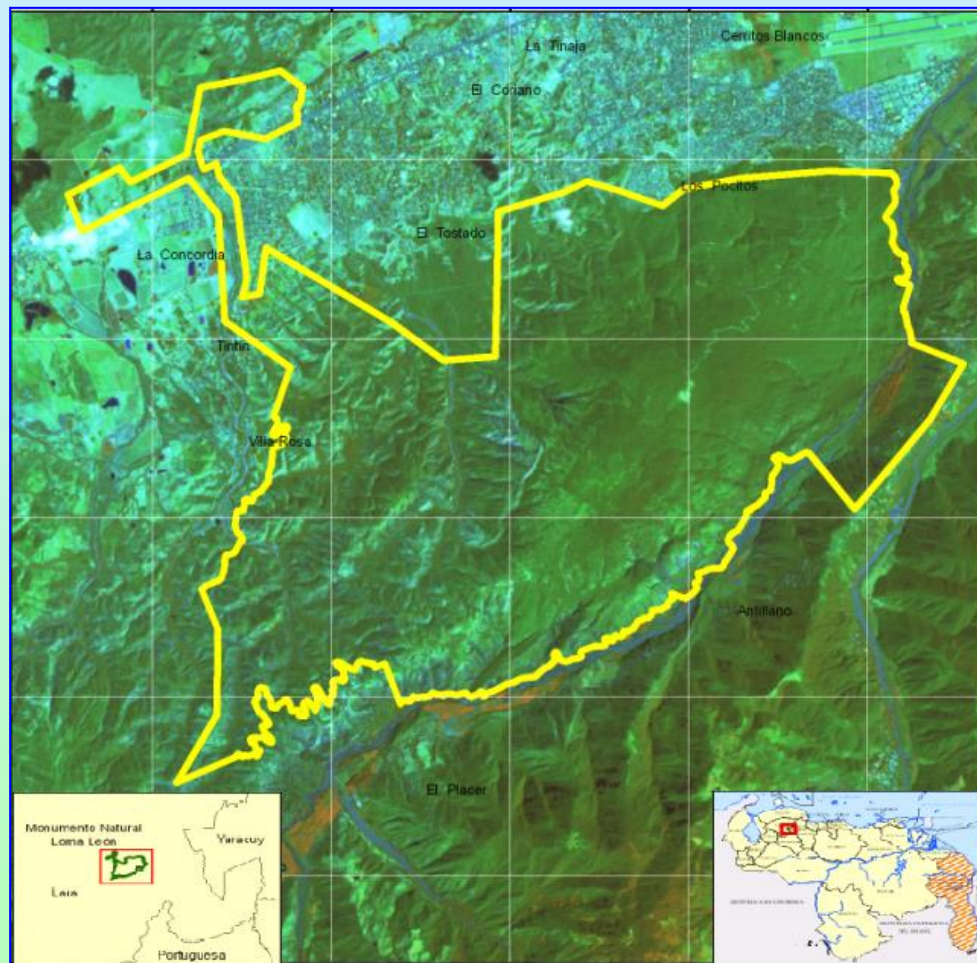 La Tinaja
Cerritos Blancos
El Coriano
Los Pocitos
El Tostado
La Concordia
Tintin
Villa Rosa
Antillano
El Placer
Monumento Natural
Loma León
Yaracuy
Lara
Portuguesa